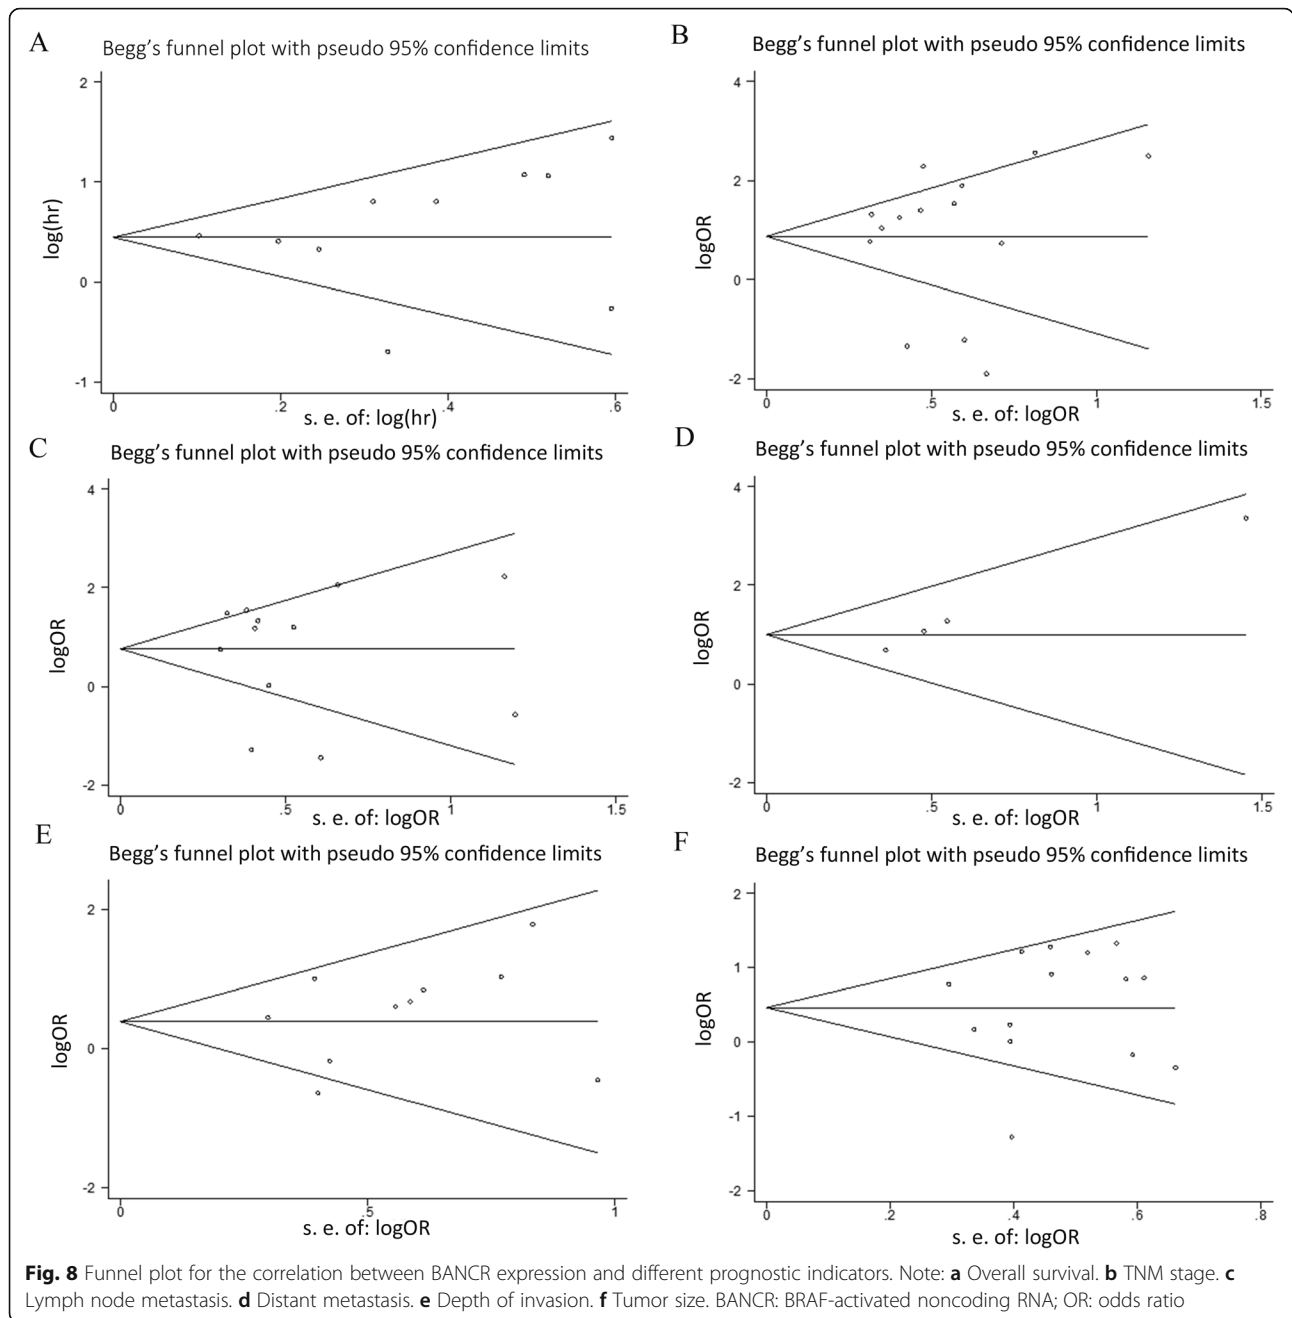 A
Begg's funnel plot with pseudo 95% confidence limits
2
1
0
-1
log(hr)
0 .2 .4 .6
s. e. of: log(hr)
B
Begg's funnel plot with pseudo 95% confidence limits
4
2
0
-2
logOR
0 .5 1 1.5
s. e. of: logOR
C
Begg's funnel plot with pseudo 95% confidence limits
4
2
0
-2
logOR
0 .5 1 1.5
s. e. of: logOR
D
Begg's funnel plot with pseudo 95% confidence limits
4
2
0
-2
logOR
0 .5 1 1.5
s. e. of: logOR
E
Begg's funnel plot with pseudo 95% confidence limits
2
0
-2
logOR
0 .5 1
s. e. of: logOR
F
Begg's funnel plot with pseudo 95% confidence limits
2
1
0
-1
-2
logOR
0 .2 .4 .6 .8
s. e. of: logOR
Fig. 8 Funnel plot for the correlation between BANCR expression and different prognostic indicators. Note: a Overall survival. b TNM stage. c
Lymph node metastasis. d Distant metastasis. e Depth of invasion. f Tumor size. BANCR: BRAF-activated noncoding RNA; OR: odds ratio